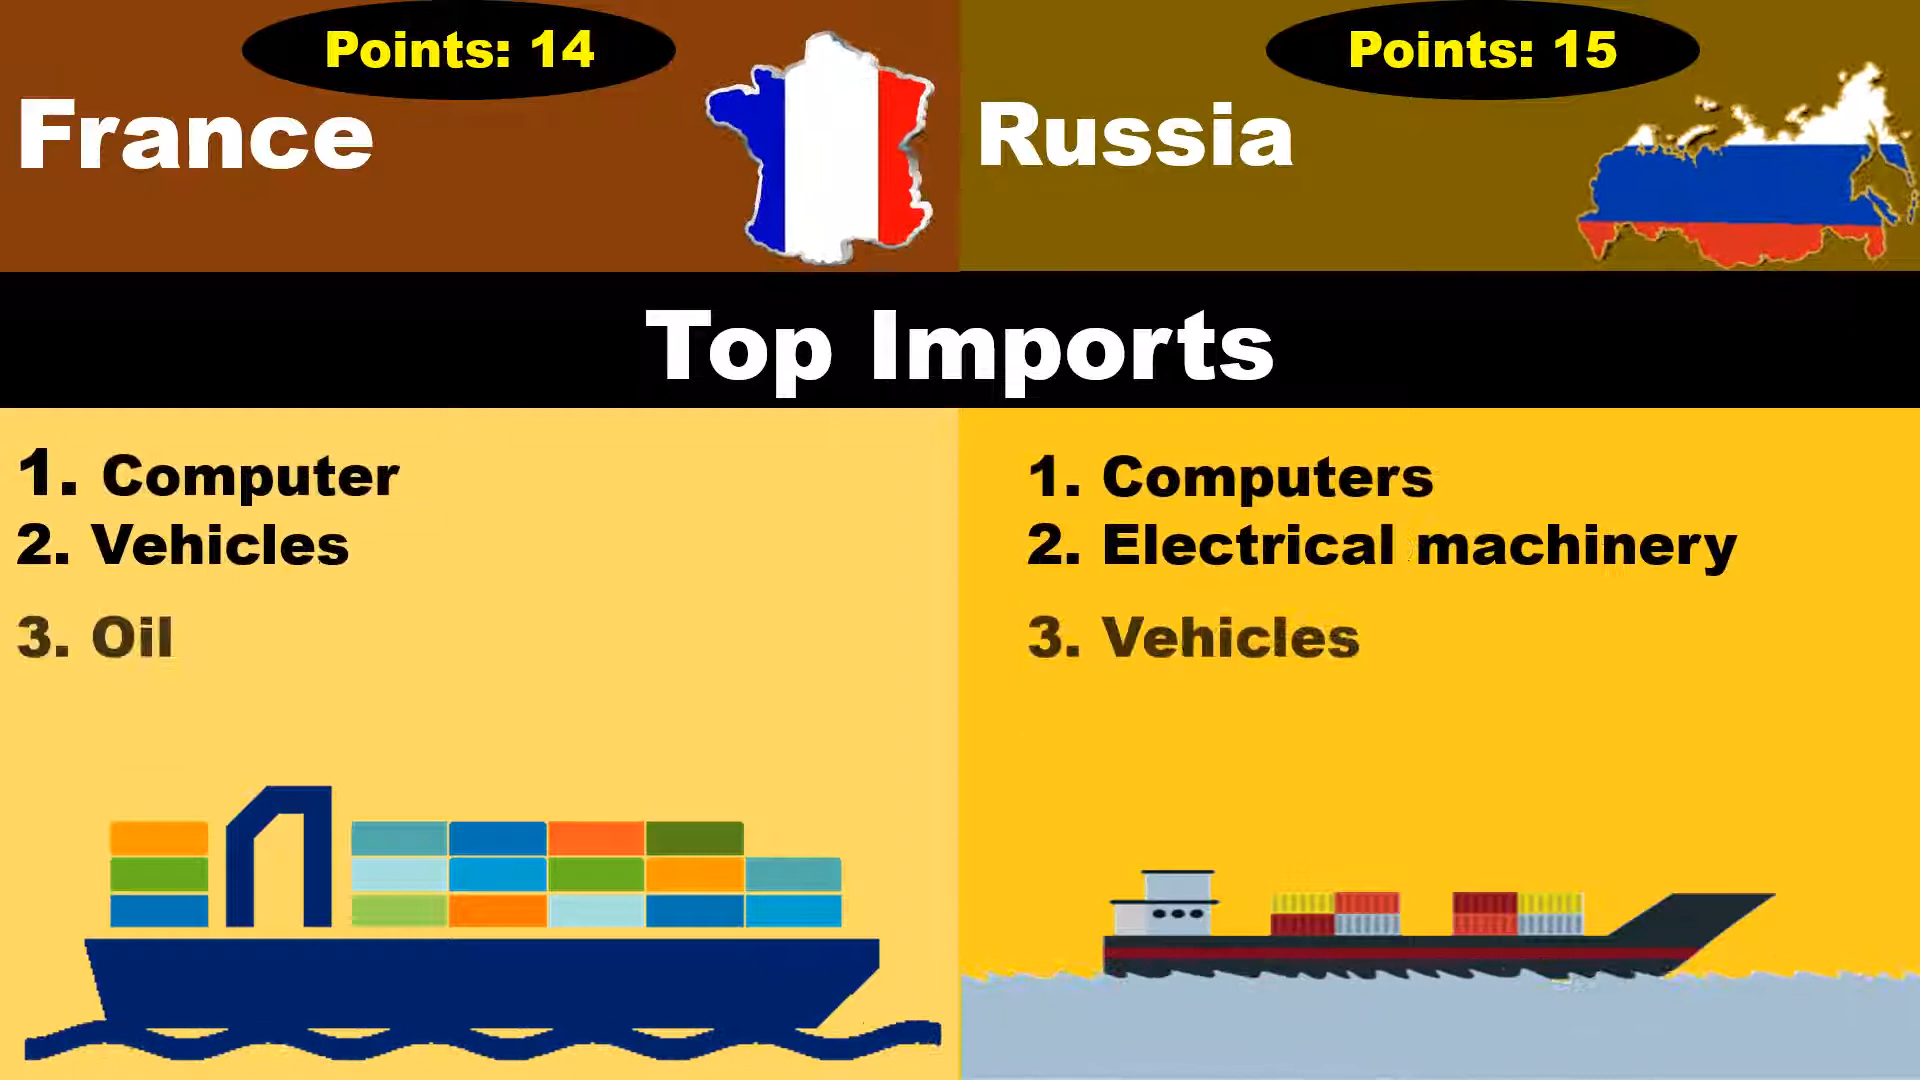 Points: 14
France
Points: 15
Russia
Top Imports
1. Computer
2. Vehicles
3. Oil
1. Computers
2. Electrical machinery
3. Vehicles